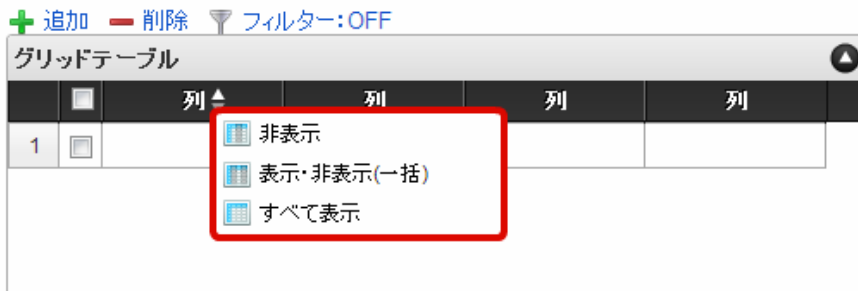 追加 削除 フィルター:OFF
グリッドテーブル
列 列 列 列
1
非表示
表示・非表示(一括)
すべて表示